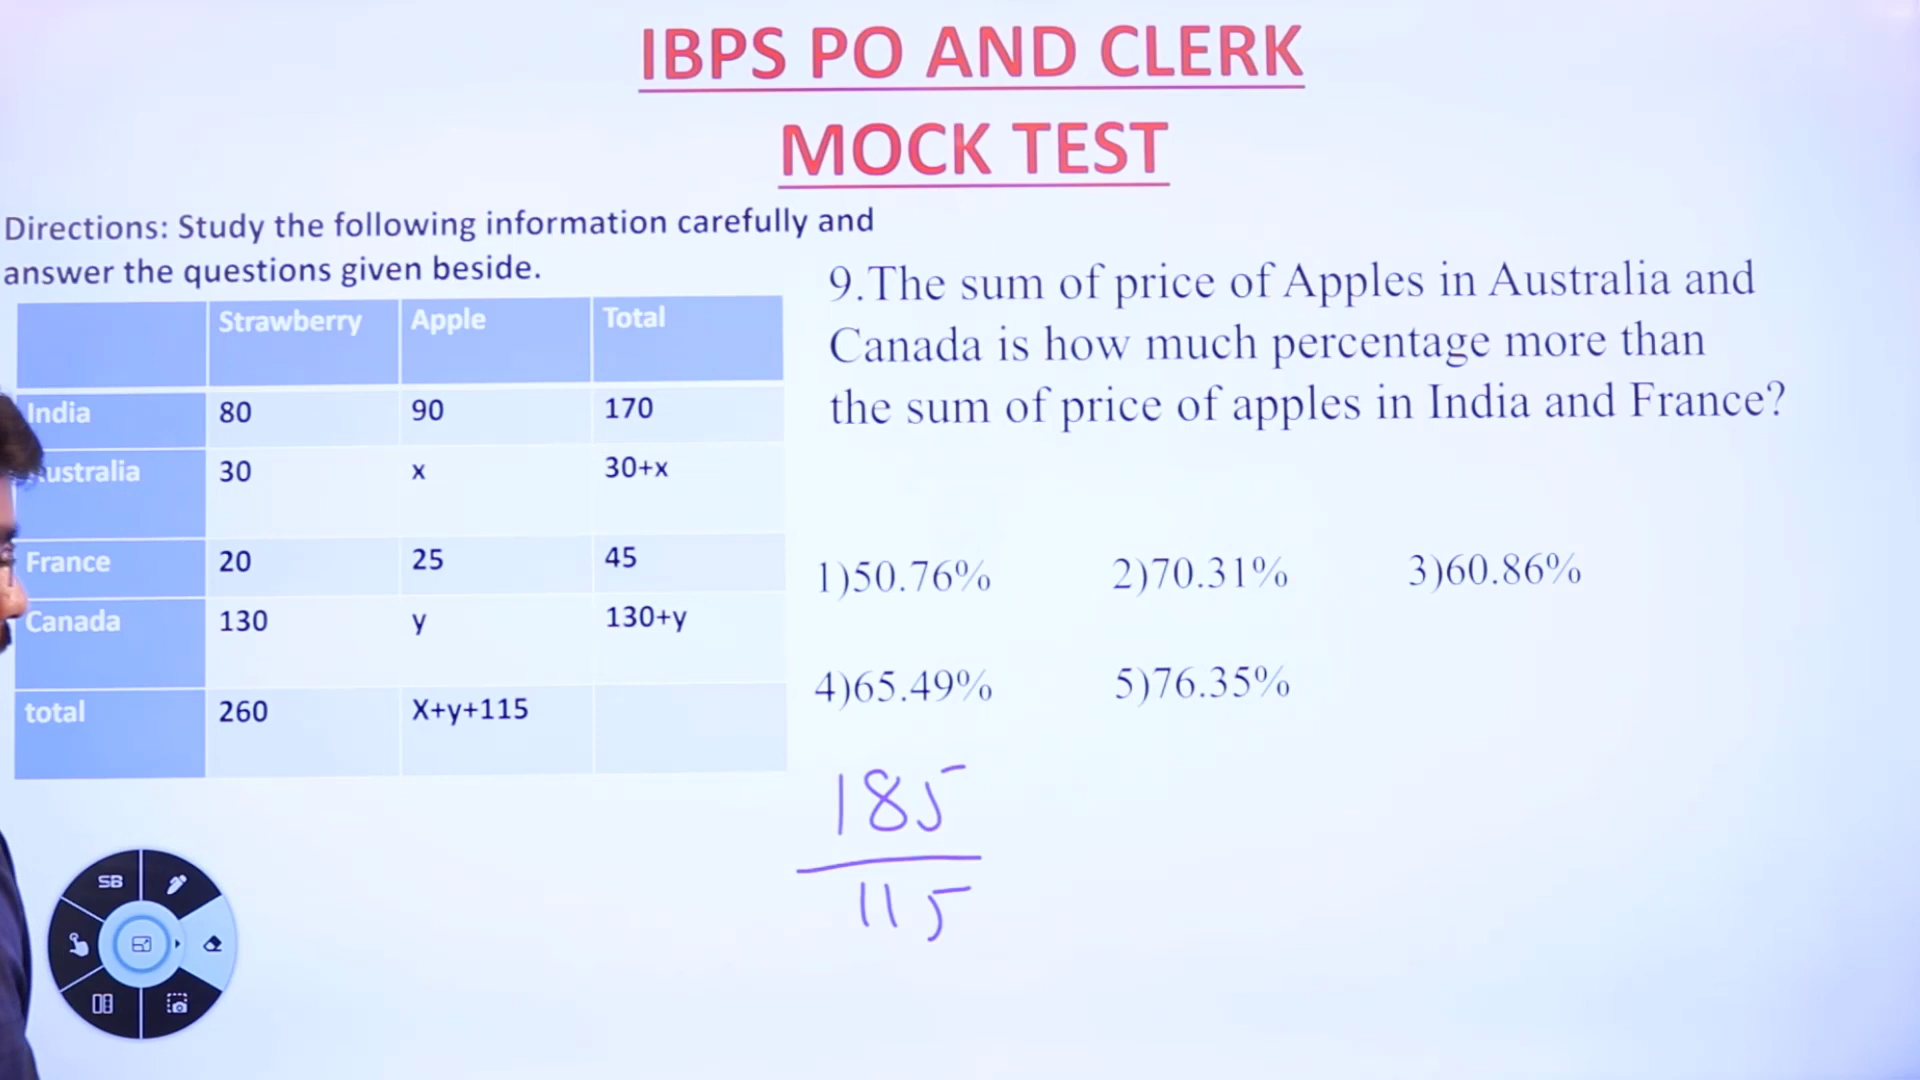 IBPS PO AND CLERK
MOCK TEST
Directions: Study the following information carefully and
answer the questions given beside.
Strawberry Apple Total
India 80 90 170
ustralia 30 x 30+x
France 20 25 45
Canada 130 y 130+y
total 260 X+y+115
9.The sum of price of Apples in Australia and
Canada is how much percentage more than
the sum of price of apples in India and France?
1)50.76% 2)70.31% 3)60.86%
4)65.49% 5)76.35%
185
115
SB